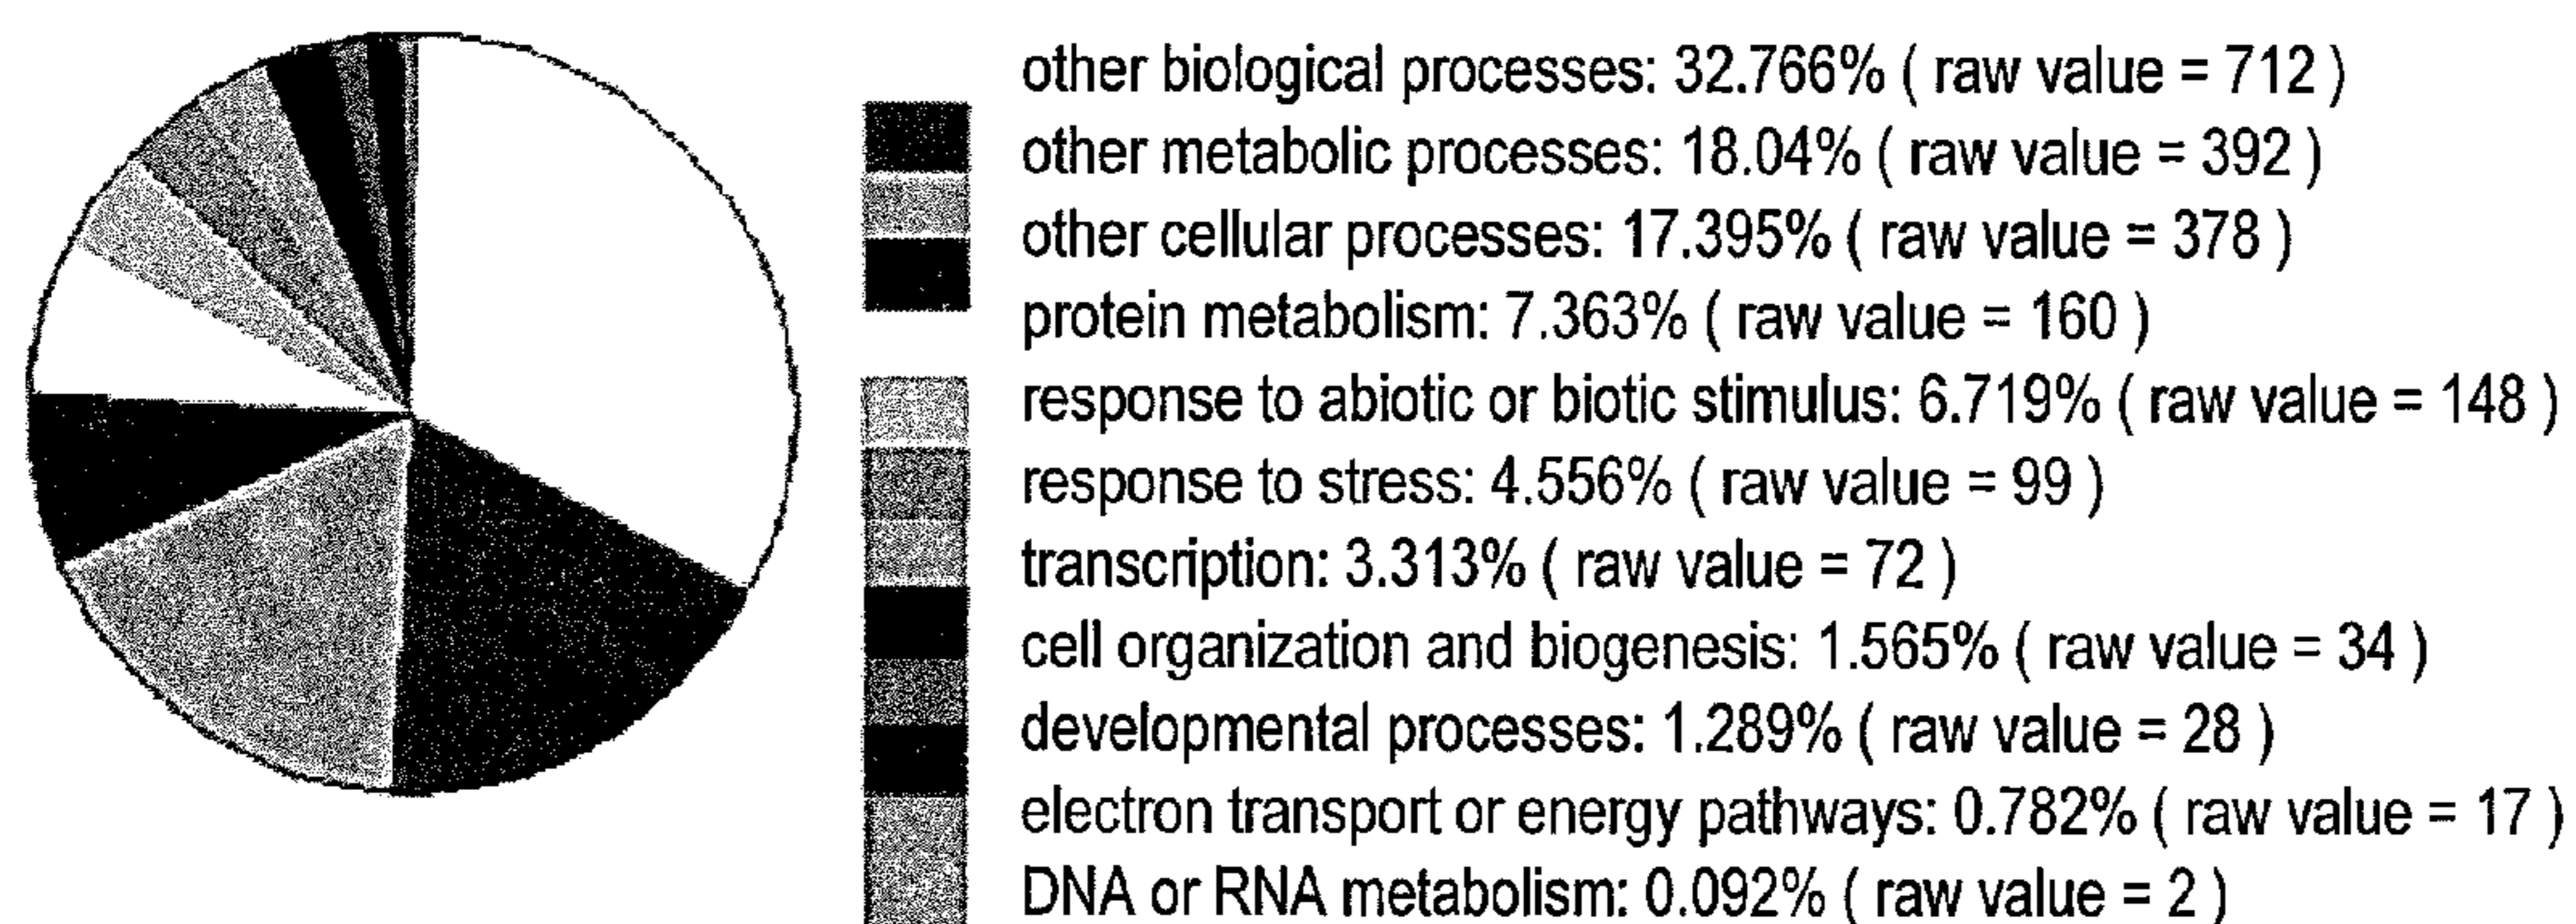 other biological processes: 32.766% ( raw value = 712 )
other metabolic processes: 18.04% ( raw value = 392 )
other cellular processes: 17.395% ( raw value = 378 )
protein metabolism: 7.363% ( raw value = 160 )
response to abiotic or biotic stimulus: 6.719% ( raw value = 148 )
response to stress: 4.556% ( raw value = 99 )
transcription: 3.313% ( raw value = 72 )
cell organization and biogenesis: 1.565% ( raw value = 34 )
developmental processes: 1.289% ( raw value = 28 )
electron transport or energy pathways: 0.782% ( raw value = 17 )
DNA or RNA metabolism: 0.092% ( raw value = 2 )